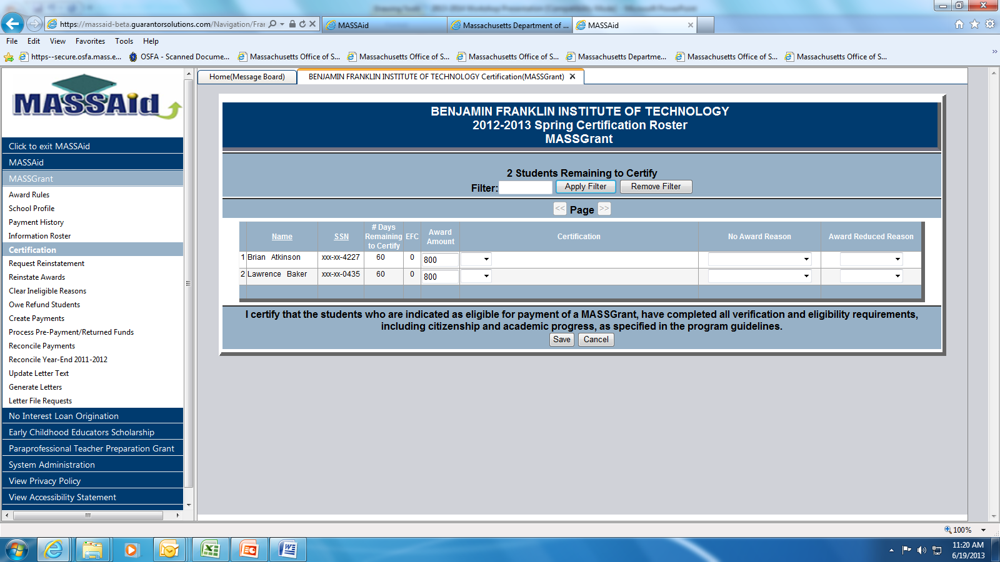 https://massaid-beta.guarantorsolutions.com/Navigation/Frar
MASSAid
Massachusetts Department of ...
MASSAid
File Edit View Favorites Tools Help
https--secure.osfa.mass.e...
OSFA - Scanned Docume...
Massachusetts Office of S...
Massachusetts Office of S...
Massachusetts Office of S...
Massachusetts Departme...
Massachusetts Office of S...
Massachusetts Office of S...
MASSAid
Click to exit MASSAid
MASSAid
MASSGrant
Award Rules
School Profile
Payment History
Information Roster
Certification
Request Reinstatement
Reinstate Awards
Clear Ineligible Reasons
Owe Refund Students
Create Payments
Process Pre-Payment/Returned Funds
Reconcile Payments
Reconcile Year-End 2011-2012
Update Letter Text
Generate Letters
Letter File Requests
No Interest Loan Origination
Early Childhood Educators Scholarship
Paraprofessional Teacher Preparation Grant
System Administration
View Privacy Policy
View Accessibility Statement
Home(Message Board)
BENJAMIN FRANKLIN INSTITUTE OF TECHNOLOGY Certification(MASSGrant)
BENJAMIN FRANKLIN INSTITUTE OF TECHNOLOGY
2012-2013 Spring Certification Roster
MASSGrant
2 Students Remaining to Certify
Filter: Apply Filter Remove Filter
<< Page >>
Name SSN # Days Remaining to Certify EFC Award Amount Certification No Award Reason Award Reduced Reason
1 Brian Atkinson xxx-xx-4227 60 0 800
2 Lawrence Baker xxx-xx-0435 60 0 800
I certify that the students who are indicated as eligible for payment of a MASSGrant, have completed all verification and eligibility requirements,
including citizenship and academic progress, as specified in the program guidelines.
Save Cancel
100%
11:20 AM
6/19/2013